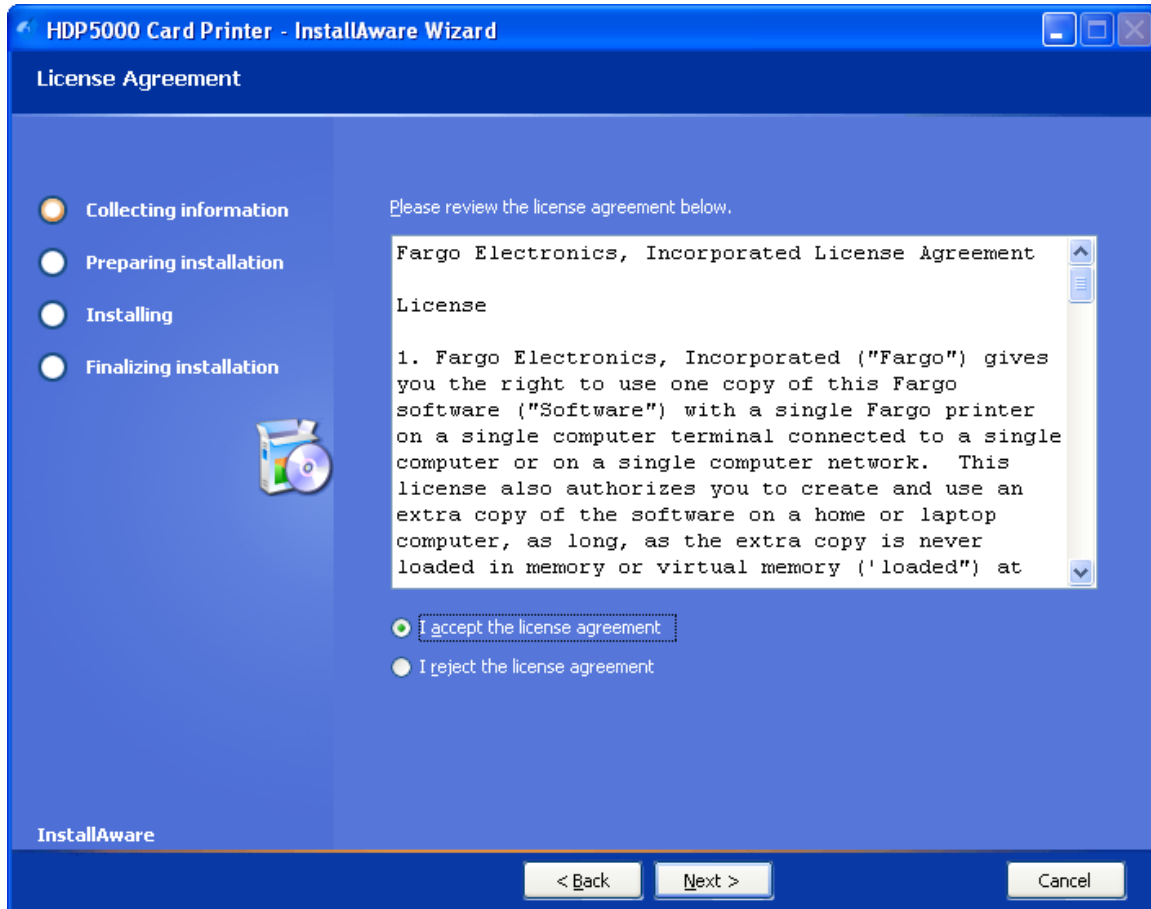 HDP5000 Card Printer - InstallAware Wizard
License Agreement
Collecting information
Preparing installation
Installing
Finalizing installation
Please review the license agreement below.
Fargo Electronics, Incorporated License Agreement
License
1. Fargo Electronics, Incorporated ("Fargo") gives
you the right to use one copy of this Fargo
software ("Software") with a single Fargo printer
on a single computer terminal connected to a single
computer or on a single computer network.  This
license also authorizes you to create and use an
extra copy of the software on a home or laptop
computer, as long, as the extra copy is never
loaded in memory or virtual memory ('loaded") at
I accept the license agreement
I reject the license agreement
InstallAware
< Back
Next >
Cancel